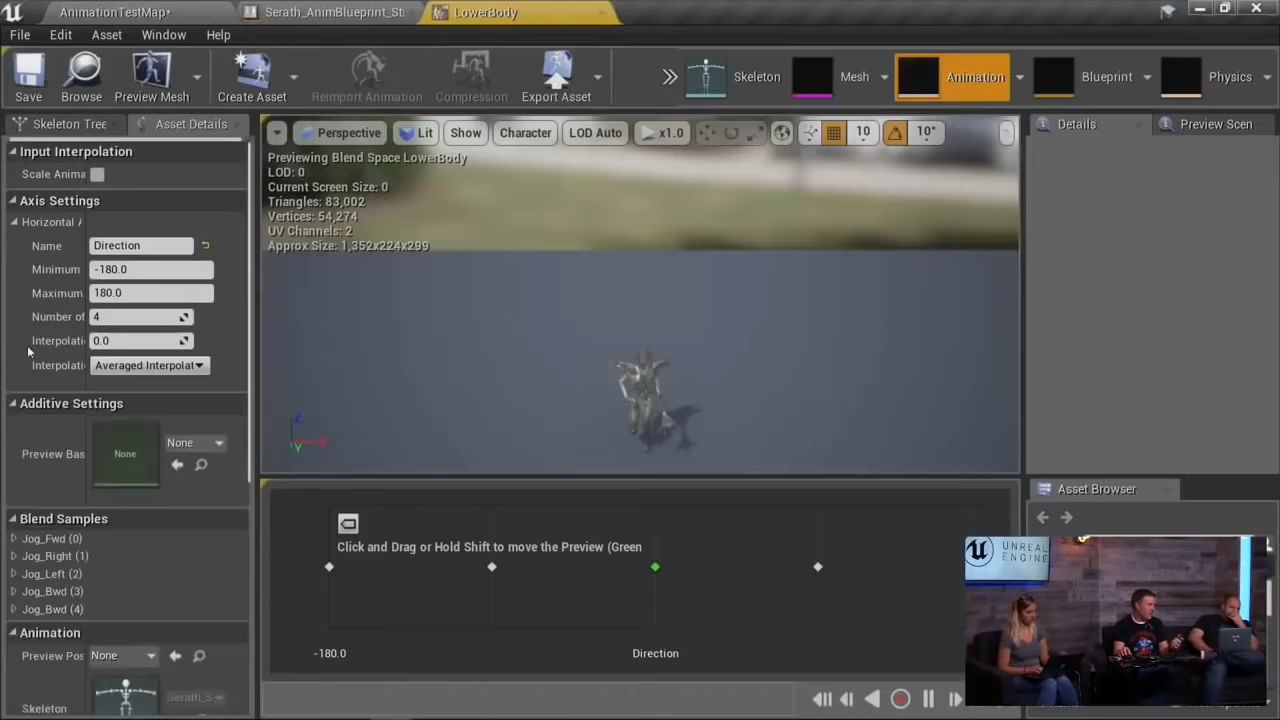 AnimationTestMap*
Serath_AnimBlueprint_St
LowerBody
File Edit Asset Window Help
Save
Browse
Preview Mesh
Create Asset
Reimport Animation
Compression
Export Asset
Skeleton
Mesh
Animation
Blueprint
Physics
Skeleton Tree
Asset Details
Perspective
Lit
Show
Character
LOD Auto
x1.0
10
10°
Details
Preview Scen
Input Interpolation
Scale Anima
Axis Settings
Horizontal A
Name Direction
Minimum -180.0
Maximum 180.0
Number of 4
Interpolati 0.0
Interpolati Averaged Interpolat
Additive Settings
Preview Bas None None
Blend Samples
Jog_Fwd (0)
Jog_Right (1)
Jog_Left (2)
Jog_Bwd (3)
Jog_Bwd (4)
Animation
Preview Pos None
Skeleton Serath_S
Previewing Blend Space LowerBody
LOD: 0
Current Screen Size: 0
Triangles: 83,002
Vertices: 54,274
UV Channels: 2
Approx Size: 1,352x224x299
Z
X
Y
Click and Drag or Hold Shift to move the Preview (Green
-180.0
Direction
Asset Browser
UNREAL
ENGINE